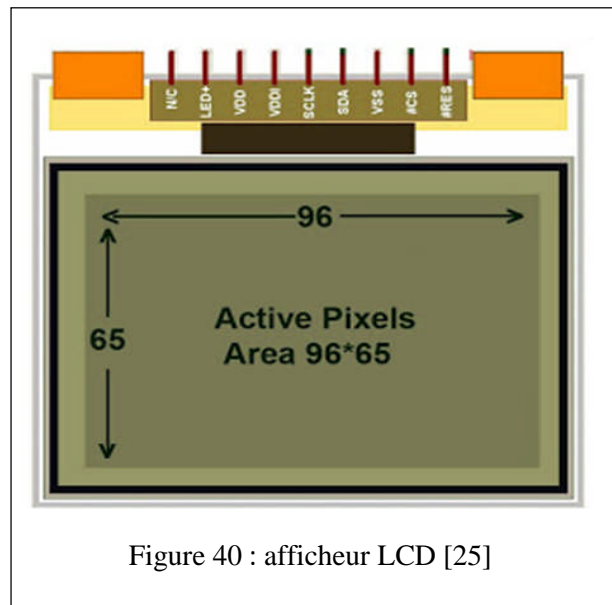 N/C LED+ VDD VDDI SCLK SDA VSS #CS #RES
96
65
Active Pixels
Area 96*65
Figure 40 : afficheur LCD [25]